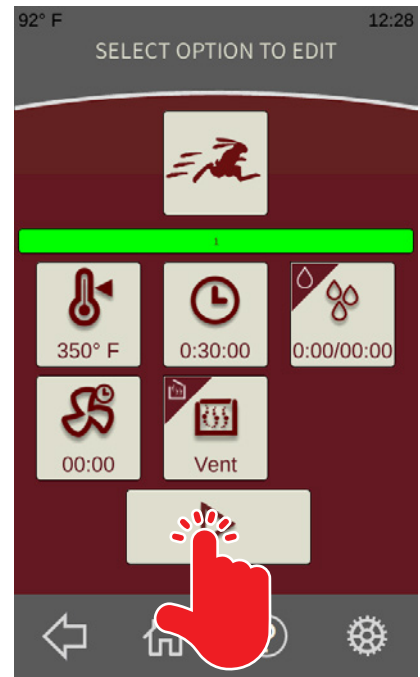 92° F 12:28
SELECT OPTION TO EDIT
1
350° F 0:30:00 0:00/00:00
00:00 Vent
?